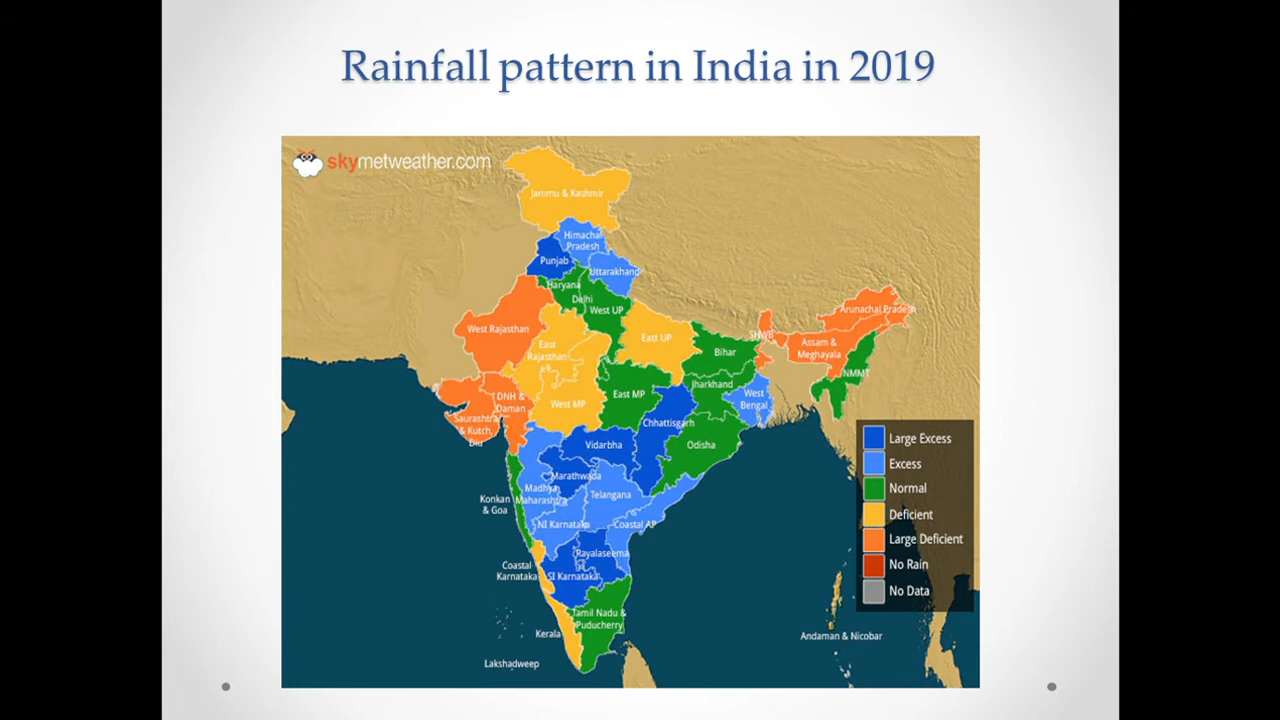 Rainfall pattern in India in 2019
skymetweather.com
Jammu & Kashmir
Himachal
Pradesh
Punjab
Uttarakhand
Haryana
Delhi
West UP
West Rajasthan
East
Rajasthan
East UP
SHWB
Arunachal Pradesh
Assam &
Meghayala
NMMT
Bihar
Jharkhand
West
Bengal
DNH &
Daman
West MP
East MP
Saurashtra
& Kutch
Diu
Chhattisgarh
Odisha
Vidarbha
Marathwada
Madhya
Maharashtra
Telangana
Konkan
& Goa
NI Karnataka
Coastal AP
Rayalaseema
Coastal
Karnataka
SI Karnataka
Tamil Nadu &
Puducherry
Kerala
Lakshadweep
Andaman & Nicobar
Large Excess
Excess
Normal
Deficient
Large Deficient
No Rain
No Data